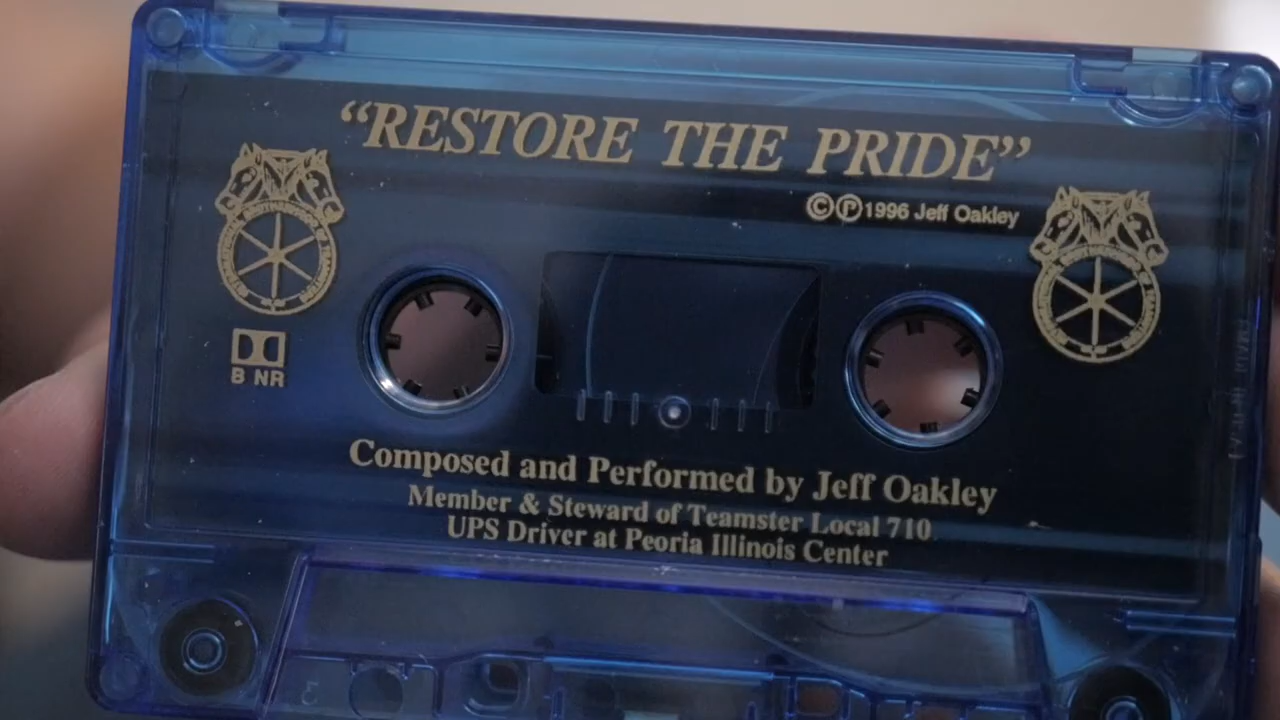 “RESTORE THE PRIDE”
©℗1996 Jeff Oakley
B NR
Composed and Performed by Jeff Oakley
Member & Steward of Teamster Local 710
UPS Driver at Peoria Illinois Center